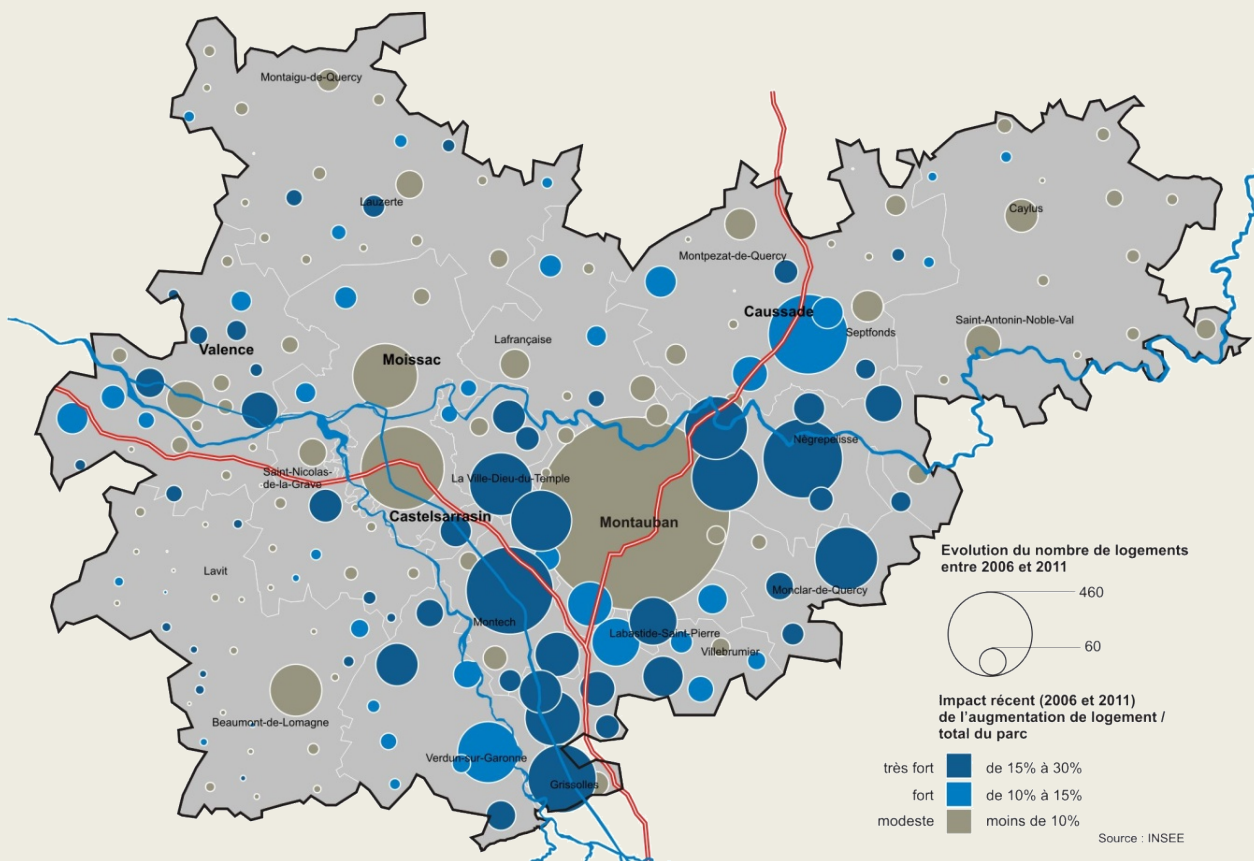 Montaigu-de-Quercy
Lauzerte
Caylus
Montpezat-de-Quercy
Caussade
Septfonds
Saint-Antonin-Noble-Val
Valence
Moissac
Lafrançaise
Nègrepelisse
Saint-Nicolas-
de-la-Grave
La Ville-Dieu-du-Temple
Castelsarrasin
Montauban
Lavit
Monclar-de-Quercy
Montech
Labastide-Saint-Pierre
Villebrumier
Beaumont-de-Lomagne
Verdun-sur-Garonne
Grissolles
Evolution du nombre de logements
entre 2006 et 2011
460
60
Impact récent (2006 et 2011)
de l'augmentation de logement /
total du parc
très fort de 15% à 30%
fort de 10% à 15%
modeste moins de 10%
Source : INSEE